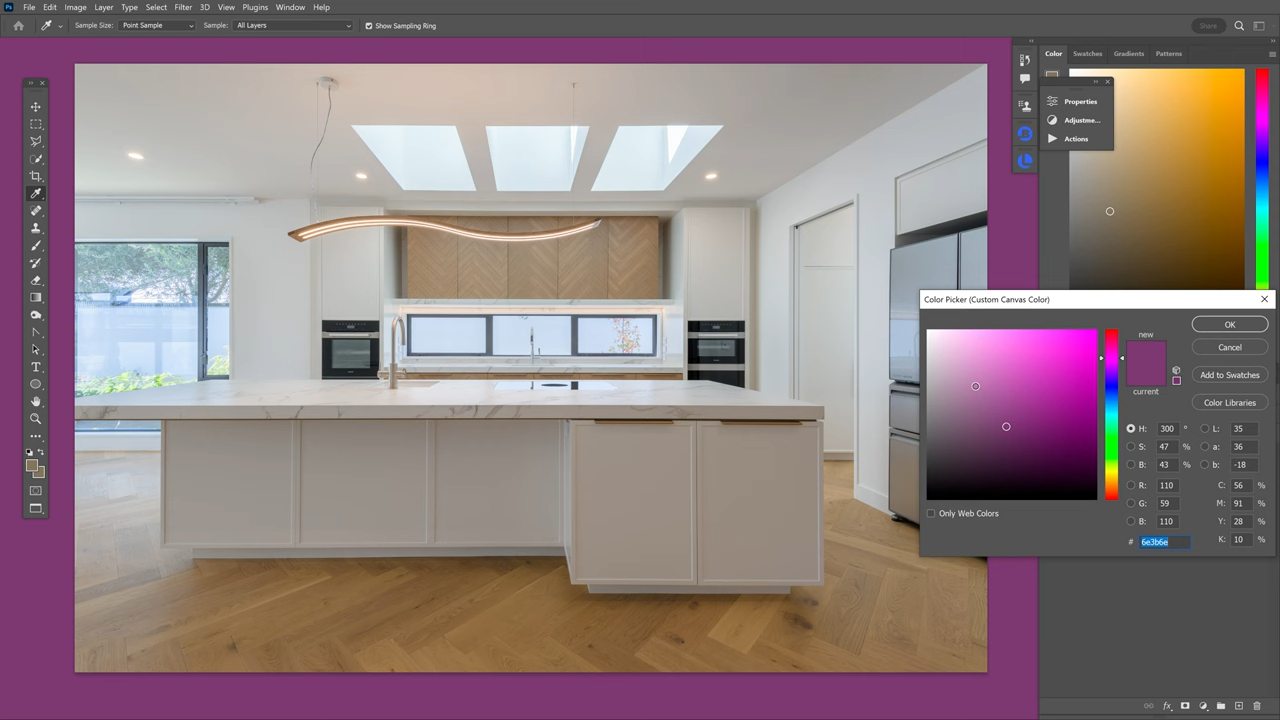 Ps File Edit Image Layer Type Select Filter 3D View Plugins Window Help
Sample Size: Point Sample Sample: All Layers Show Sampling Ring Share
Color Swatches Gradients Patterns
Properties
Adjustme...
Actions
Color Picker (Custom Canvas Color)
new
current
OK
Cancel
Add to Swatches
Color Libraries
H: 300 ° L: 35
S: 47 % a: 36
B: 43 % b: -18
R: 110 C: 56 %
G: 59 M: 91 %
B: 110 Y: 28 %
Only Web Colors
# 6e3b6e K: 10 %
fx